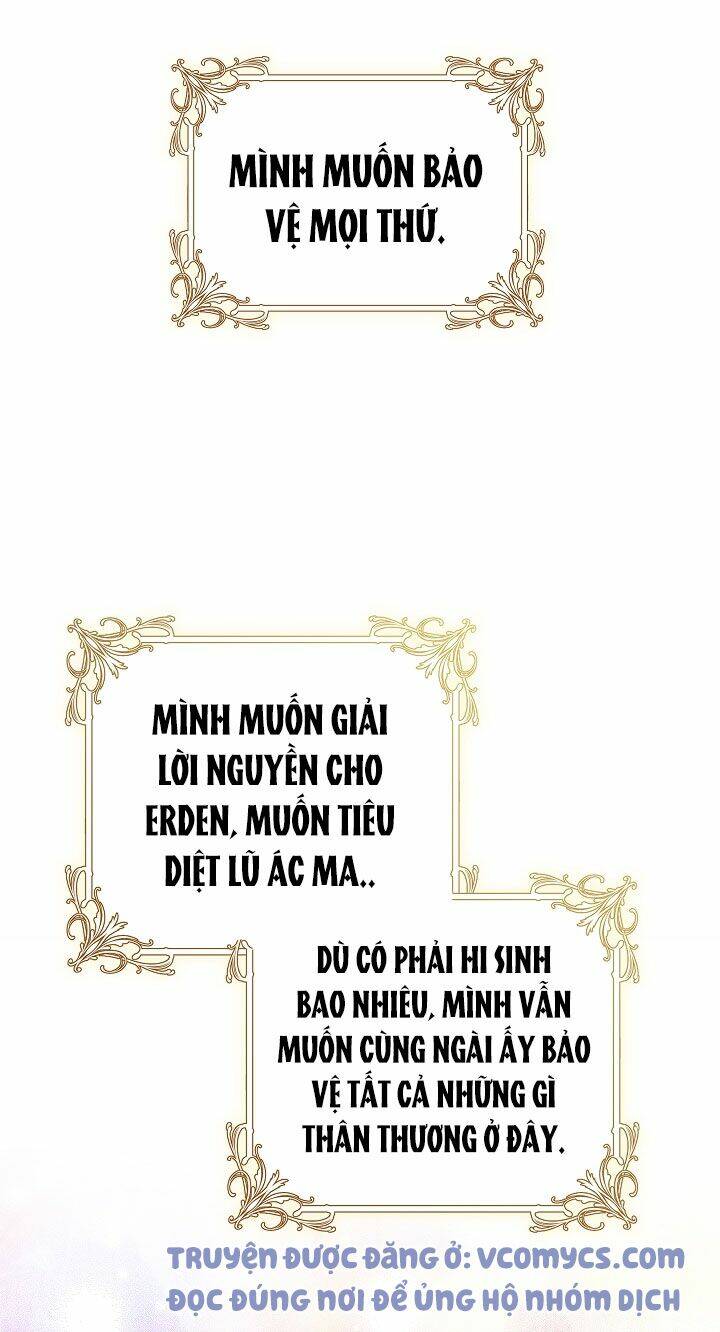 MÌNH MUỐN BẢO
VỆ MỌI THỨ.
MÌNH MUỐN GIẢI
LỜI NGUYỀN CHO
ERDEN, MUỐN TIÊU
DIỆT LŨ ÁC MA..
DÙ CÓ PHẢI HI SINH
BAO NHIÊU, MÌNH VẪN
MUỐN CÙNG NGÀI ẤY BẢO
VỆ TẤT CẢ NHỮNG GÌ
THÂN THƯƠNG Ở ĐÂY.
TRUYỆN ĐƯỢC ĐĂNG Ở: VCOMYCS.COM
ĐỌC ĐÚNG NƠI ĐỂ ỦNG HỘ NHÓM DỊCH